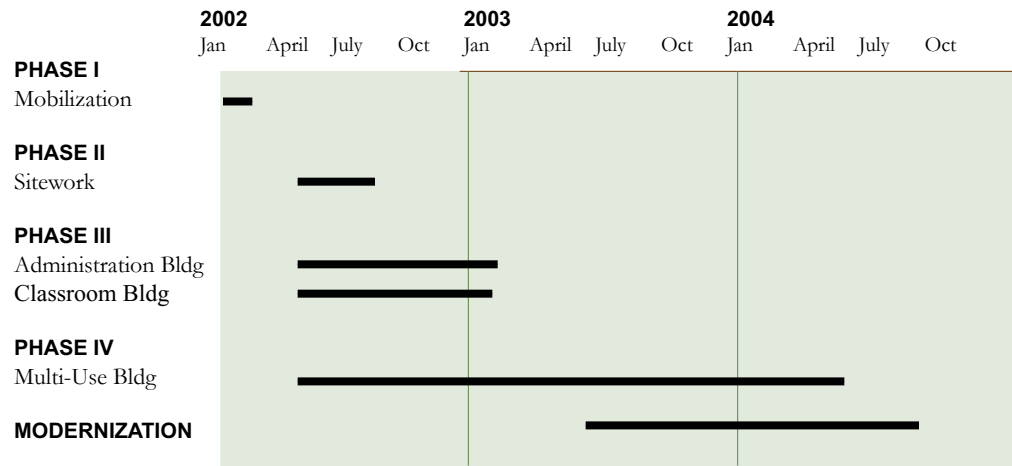 2002 2003 2004
Jan April July Oct Jan April July Oct Jan April July Oct
PHASE I
Mobilization
PHASE II
Sitework
PHASE III
Administration Bldg
Classroom Bldg
PHASE IV
Multi-Use Bldg
MODERNIZATION